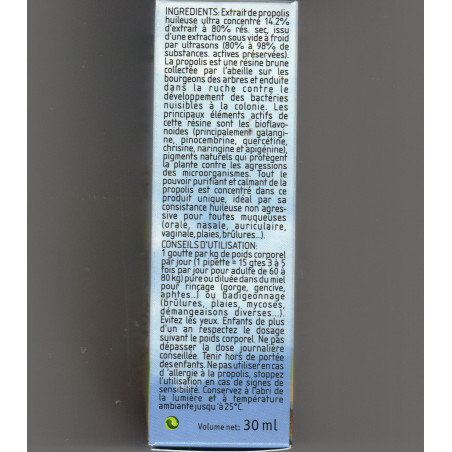 INGREDIENTS: Extrait de propolis
huileuse ultra concentré 14.2%
d'extrait à 80% rés. sec, issu
d'une extraction sous vide à froid
par ultrasons (80% à 98% de
substances. actives préservées).
La propolis est une résine brune
collectée par l'abeille sur les
bourgeons des arbres et enduite
dans la ruche contre le
développement des bactéries
nuisibles à la colonie. Les
principaux éléments actifs de
cette résine sont les bioflavo-
noïdes (principalement galangi-
ne, pinocembrine, quercétine,
chrisine, naringine et apigénine),
pigments naturels qui protègent
la plante contre les agressions
des microorganismes. Tout le
pouvoir purifiant et calmant de la
propolis est concentré dans ce
produit unique, idéal par sa
consistance huileuse non agres-
sive pour toutes muqueuses
(orale, nasale, auriculaire,
vaginale, plaies, brûlures...).
CONSEILS D'UTILISATION:
1 goutte par kg de poids corporel
par jour (1 pipètte = 15 gtes 3 à 5
fois par jour pour adulte de 60 à
80 kg) pure ou diluée dans du miel
pour rinçage (gorge, gencive,
aphtes..) ou badigeonnage
(brulures, plaies, mycoses,
démangeaisons diverses...).
Evitez les yeux. Enfants de plus
d'un an respectez le dosage
suivant le poids corporel. Ne pas
dépasser la dose journalière
conseillée. Tenir hors de portée
des enfants. Ne pas utiliser en cas
d'allergie à la propolis, stoppez
l'utilisation en cas de signes de
sensibilité. Conservez à l'abri de
la lumière et à température
ambiante jusqu'à 25°C.
Volume net: 30 ml